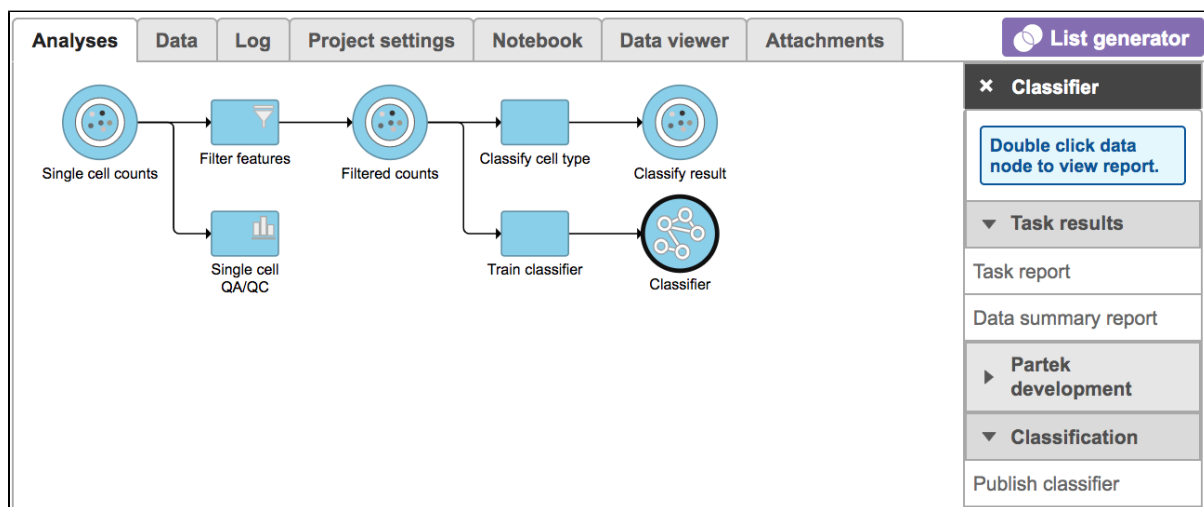 Analyses
Data
Log
Project settings
Notebook
Data viewer
Attachments
List generator
Single cell counts
Filter features
Filtered counts
Classify cell type
Classify result
Single cell
QA/QC
Train classifier
Classifier
× Classifier
Double click data
node to view report.
Task results
Task report
Data summary report
Partek
development
Classification
Publish classifier